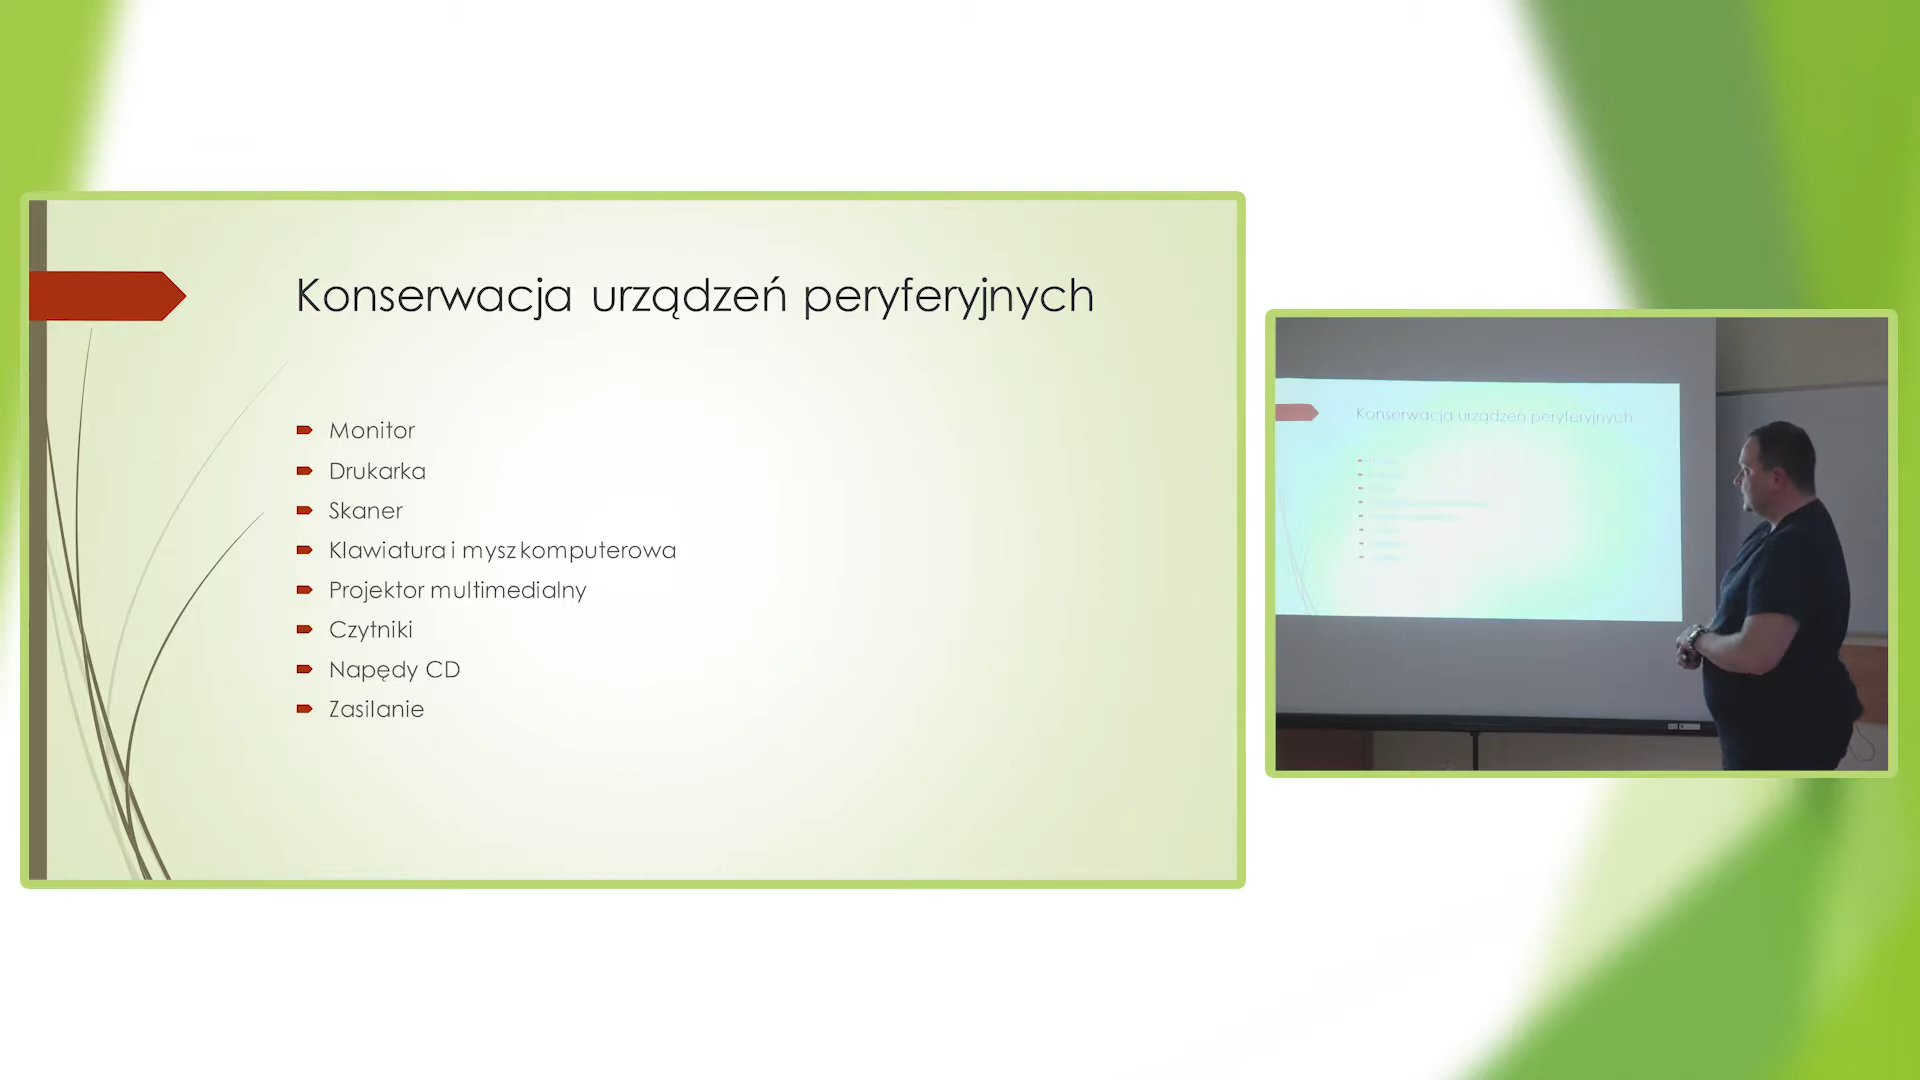 Konserwacja urządzeń peryferyjnych
Monitor
Drukarka
Skaner
Klawiatura i mysz komputerowa
Projektor multimedialny
Czytniki
Napędy CD
Zasilanie
Konserwacja urządzeń peryferyjnych